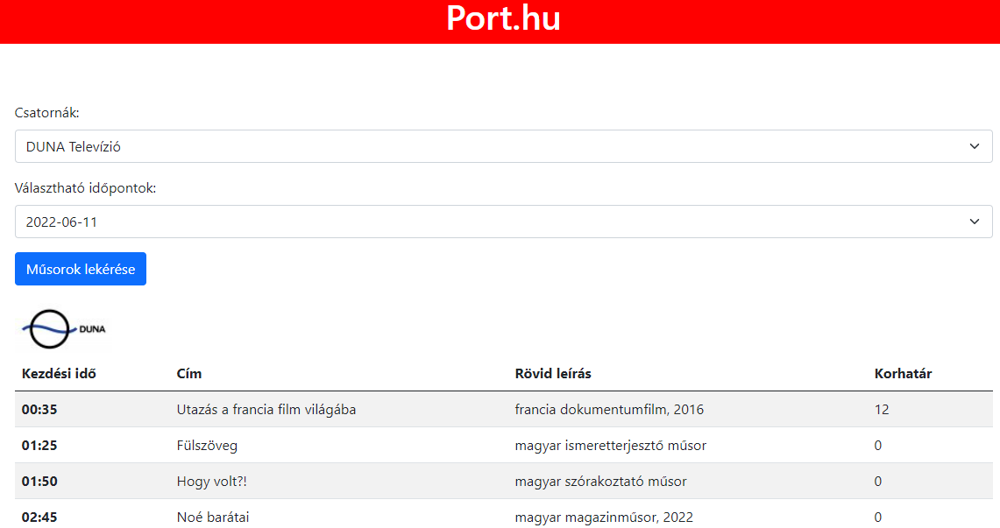 Port.hu
Csatornák:
DUNA Televízió
Választható időpontok:
2022-06-11
Műsorok lekérése
DUNA
Kezdési idő Cím Rövid leírás Korhatár
00:35 Utazás a francia film világába francia dokumentumfilm, 2016 12
01:25 Fülszöveg magyar ismeretterjesztő műsor 0
01:50 Hogy volt?! magyar szórakoztató műsor 0
02:45 Noé barátai magyar magazinműsor, 2022 0